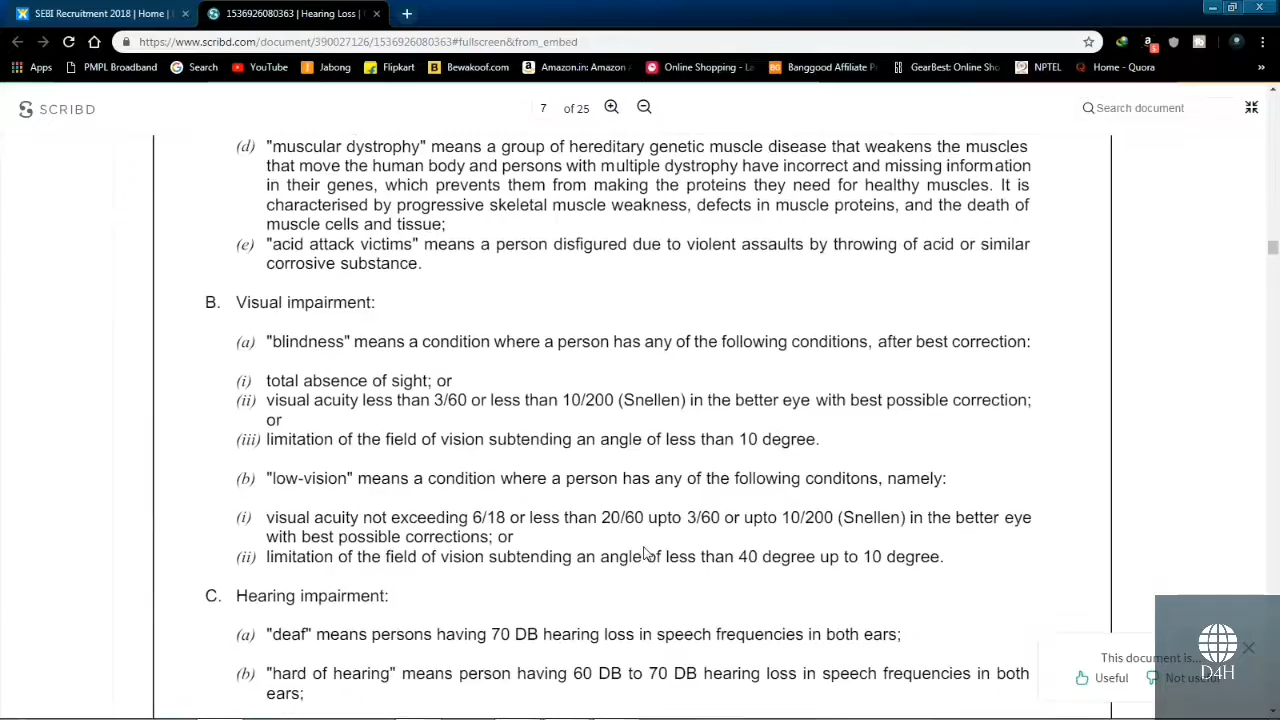 SEBI Recruitment 2018 | Home |
1536926080363 | Hearing Loss |
https://www.scribd.com/document/390027126/1536926080363#fullscreen&from_embed
Apps PMPL Broadband Search YouTube Jabong Flipkart Bewakoof.com Amazon.in: Amazon Online Shopping - La Banggood Affiliate Pr GearBest: Online Sho NPTEL Home - Quora »
SCRIBD 7 of 25 Search document
(d) "muscular dystrophy" means a group of hereditary genetic muscle disease that weakens the muscles
that move the human body and persons with multiple dystrophy have incorrect and missing information
in their genes, which prevents them from making the proteins they need for healthy muscles. It is
characterised by progressive skeletal muscle weakness, defects in muscle proteins, and the death of
muscle cells and tissue;
(e) "acid attack victims" means a person disfigured due to violent assaults by throwing of acid or similar
corrosive substance.
B. Visual impairment:
(a) "blindness" means a condition where a person has any of the following conditions, after best correction:
(i) total absence of sight; or
(ii) visual acuity less than 3/60 or less than 10/200 (Snellen) in the better eye with best possible correction;
or
(iii) limitation of the field of vision subtending an angle of less than 10 degree.
(b) "low-vision" means a condition where a person has any of the following conditons, namely:
(i) visual acuity not exceeding 6/18 or less than 20/60 upto 3/60 or upto 10/200 (Snellen) in the better eye
with best possible corrections; or
(ii) limitation of the field of vision subtending an angle of less than 40 degree up to 10 degree.
C. Hearing impairment:
(a) "deaf" means persons having 70 DB hearing loss in speech frequencies in both ears;
(b) "hard of hearing" means person having 60 DB to 70 DB hearing loss in speech frequencies in both
ears;
This document is...
Useful Not useful
D4H